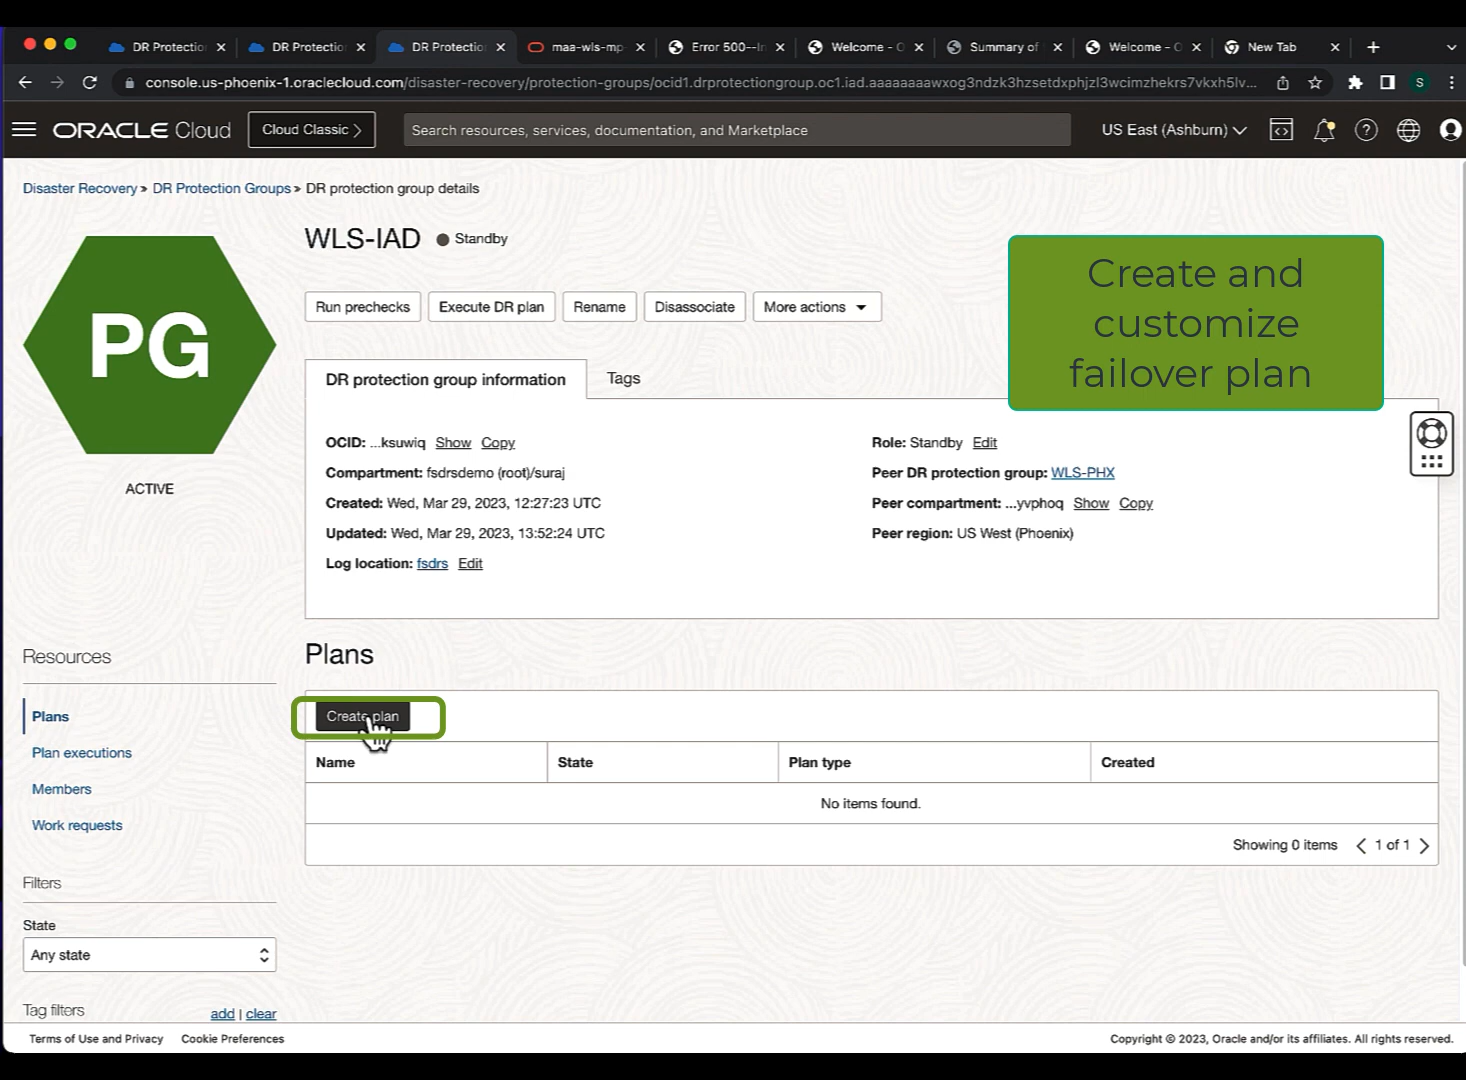 DR Protection
DR Protection
DR Protection
maa-wls-mp-
Error 500--In
Welcome - O
Summary of
Welcome - O
New Tab
console.us-phoenix-1.oraclecloud.com/disaster-recovery/protection-groups/ocid1.drprotectiongroup.oc1.iad.aaaaaaaawxog3ndzk3hzsetdxphjzl3wcimzhekrs7vkxh5lv...
S
ORACLE Cloud
Cloud Classic
Search resources, services, documentation, and Marketplace
US East (Ashburn)
Disaster Recovery » DR Protection Groups » DR protection group details
PG
ACTIVE
WLS-IAD
Standby
Create and
customize
failover plan
Run prechecks
Execute DR plan
Rename
Disassociate
More actions
DR protection group information
Tags
OCID: ...ksuwiq Show Copy
Compartment: fsdrsdemo (root)/suraj
Created: Wed, Mar 29, 2023, 12:27:23 UTC
Updated: Wed, Mar 29, 2023, 13:52:24 UTC
Log location: fsdrs Edit
Role: Standby Edit
Peer DR protection group: WLS-PHX
Peer compartment: ...yvphoq Show Copy
Peer region: US West (Phoenix)
Resources
Plans
Plan executions
Members
Work requests
Plans
Create plan
Name State Plan type Created
No items found.
Showing 0 items 1 of 1
Filters
State
Any state
Tag filters add | clear
Terms of Use and Privacy Cookie Preferences
Copyright © 2023, Oracle and/or its affiliates. All rights reserved.